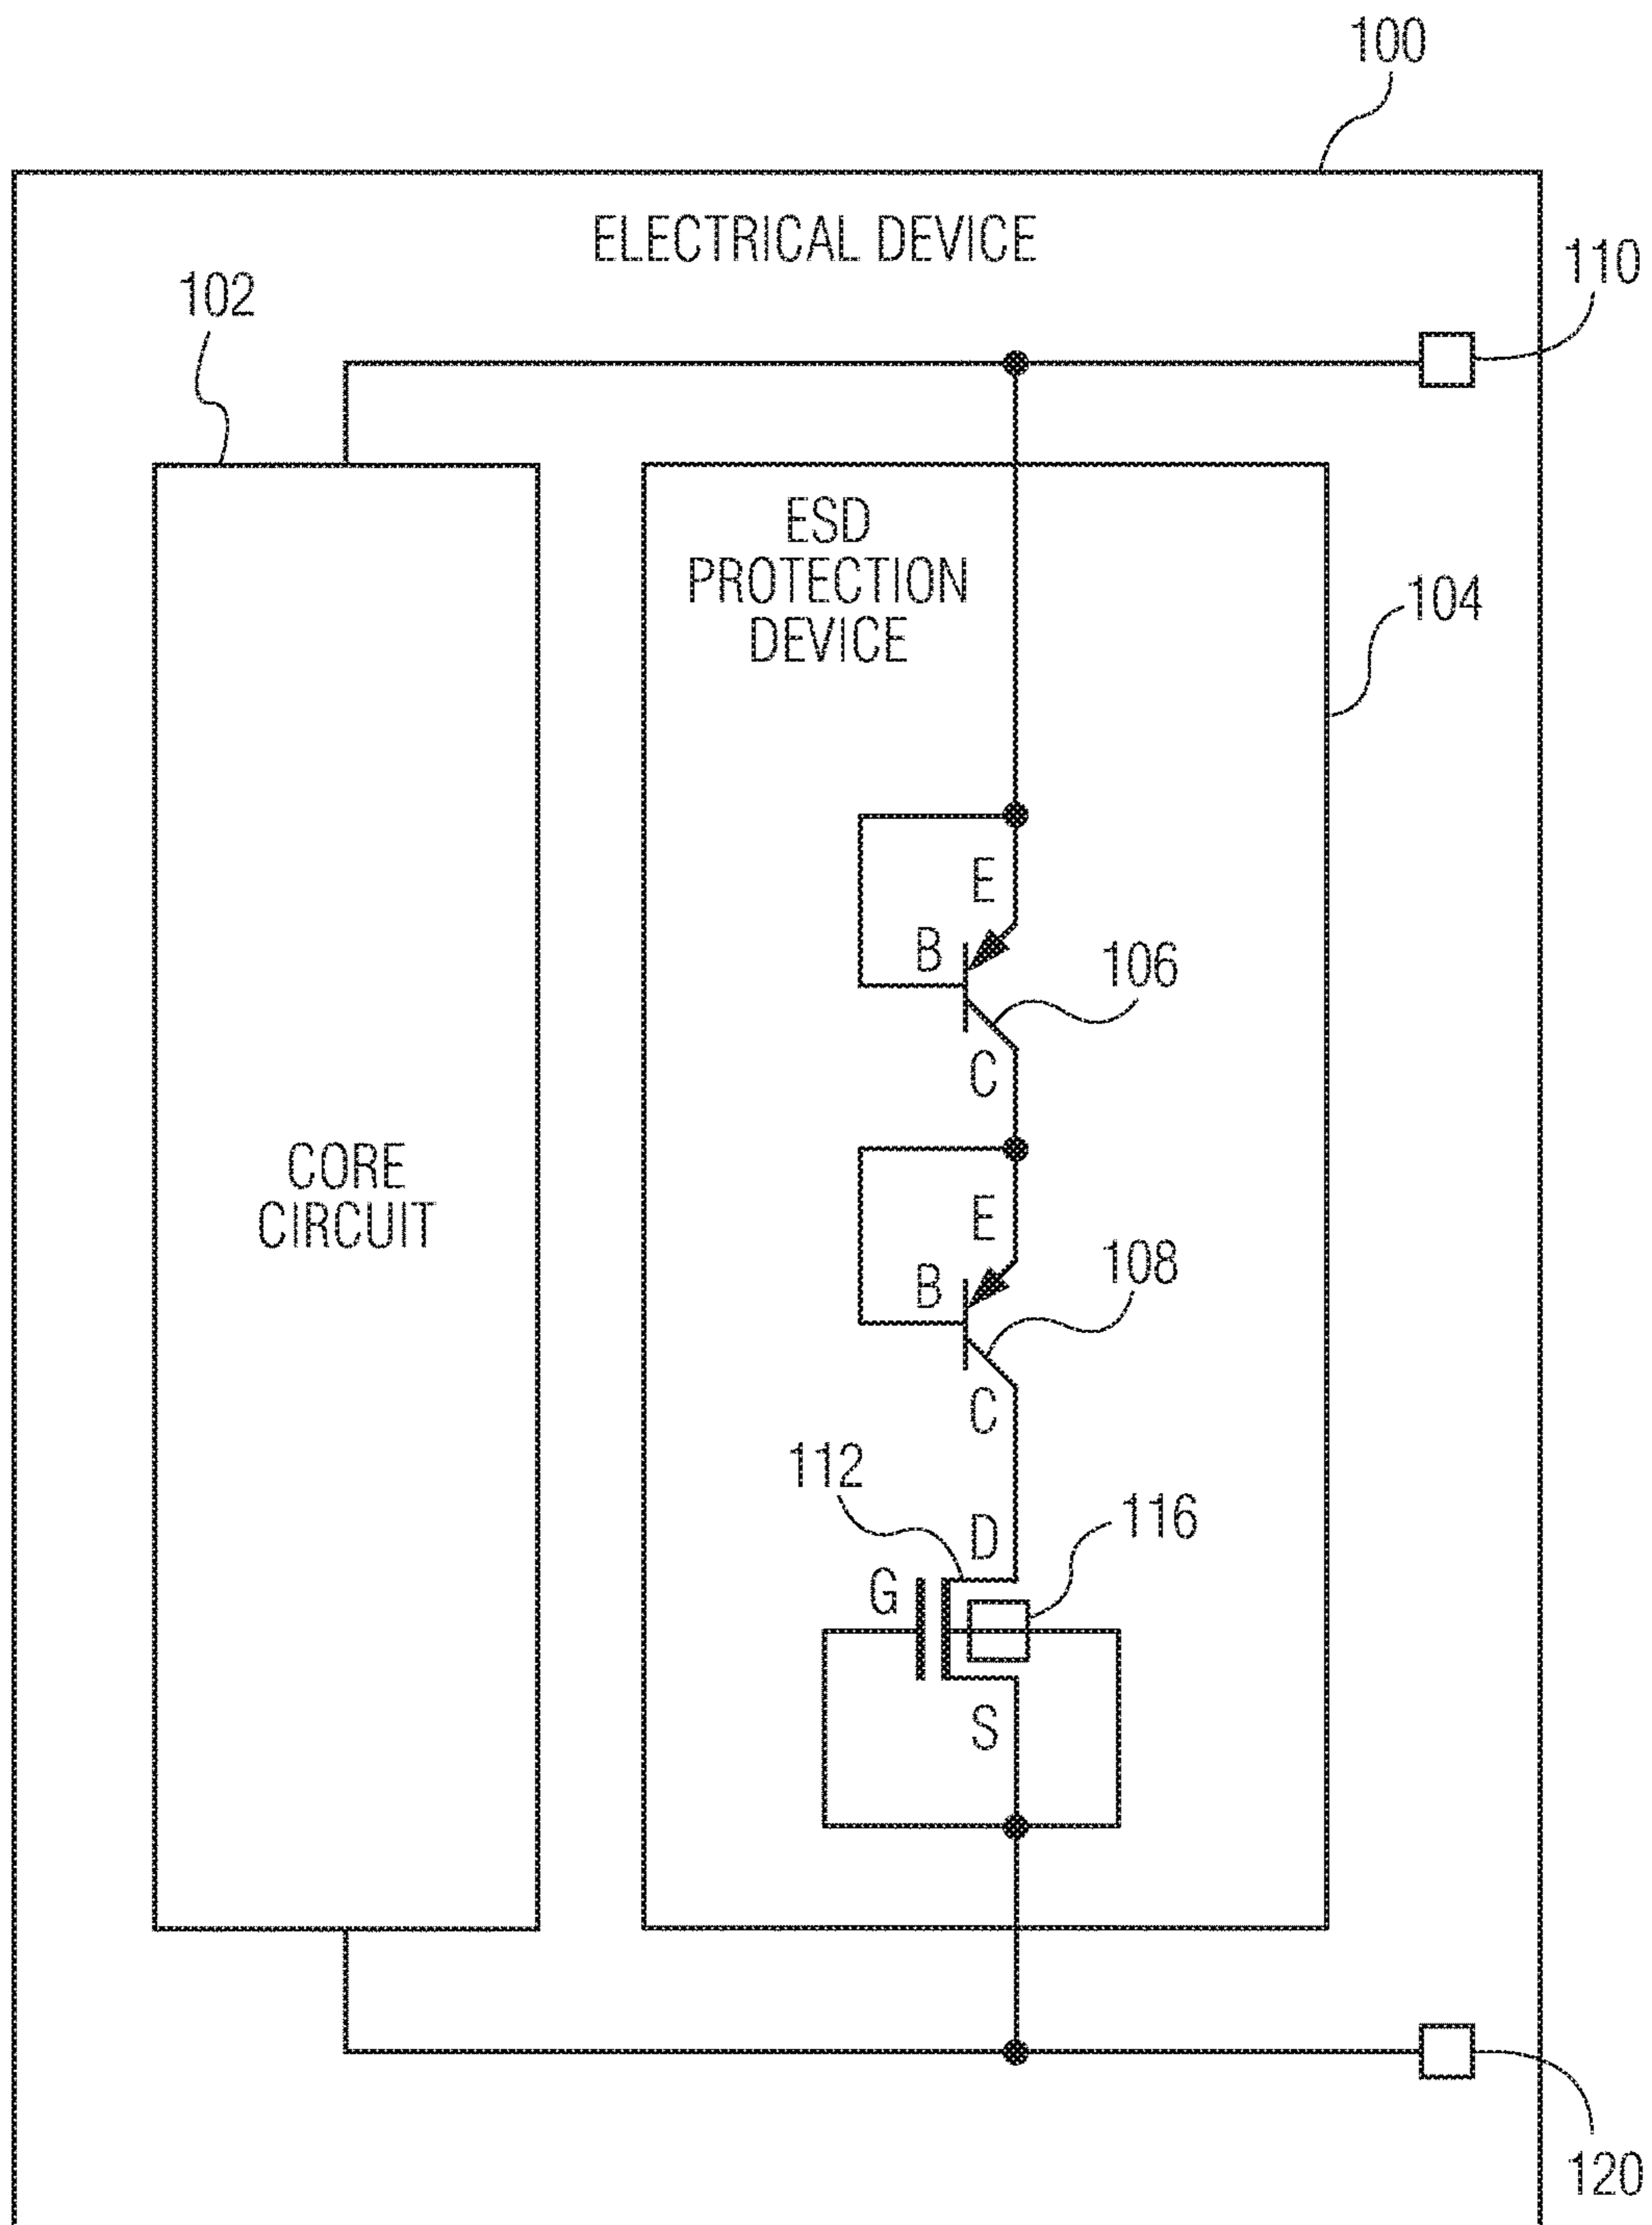 100
ELECTRICAL DEVICE
110
102
ESD
PROTECTION
DEVICE
104
E
B
106
C
CORE
CIRCUIT
E
B
108
C
112
D
116
G
S
120